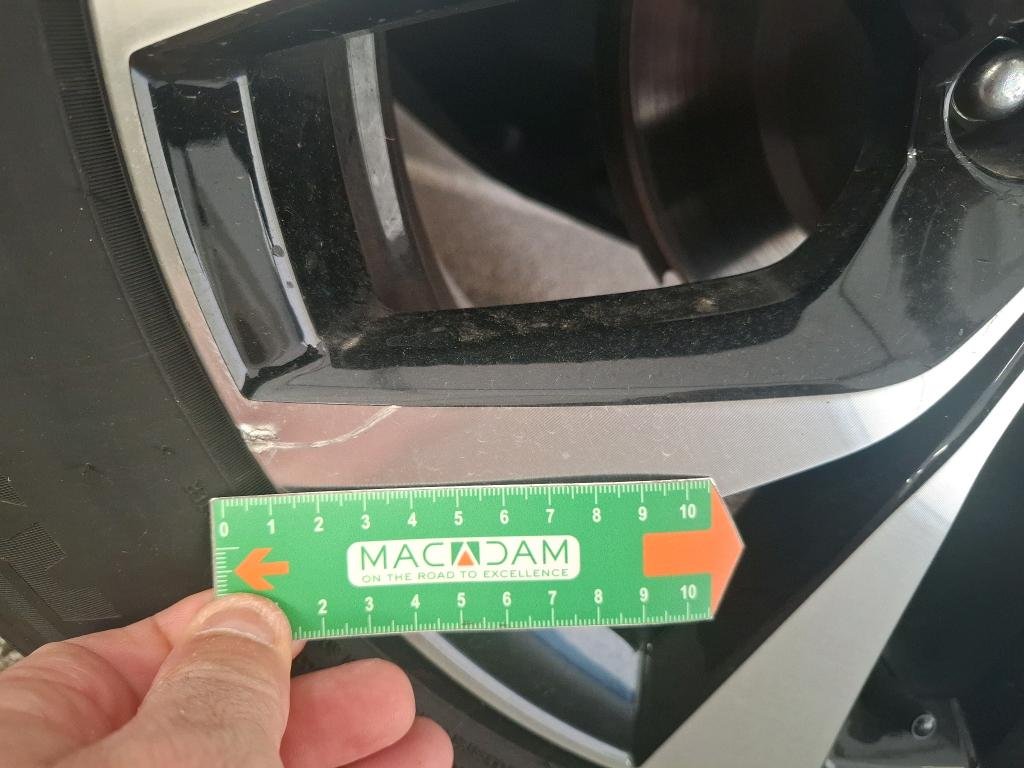 0 1 2 3 4 5 6 7 8 9 10
MACADAM
ON THE ROAD TO EXCELLENCE
2 3 4 5 6 7 8 9 10